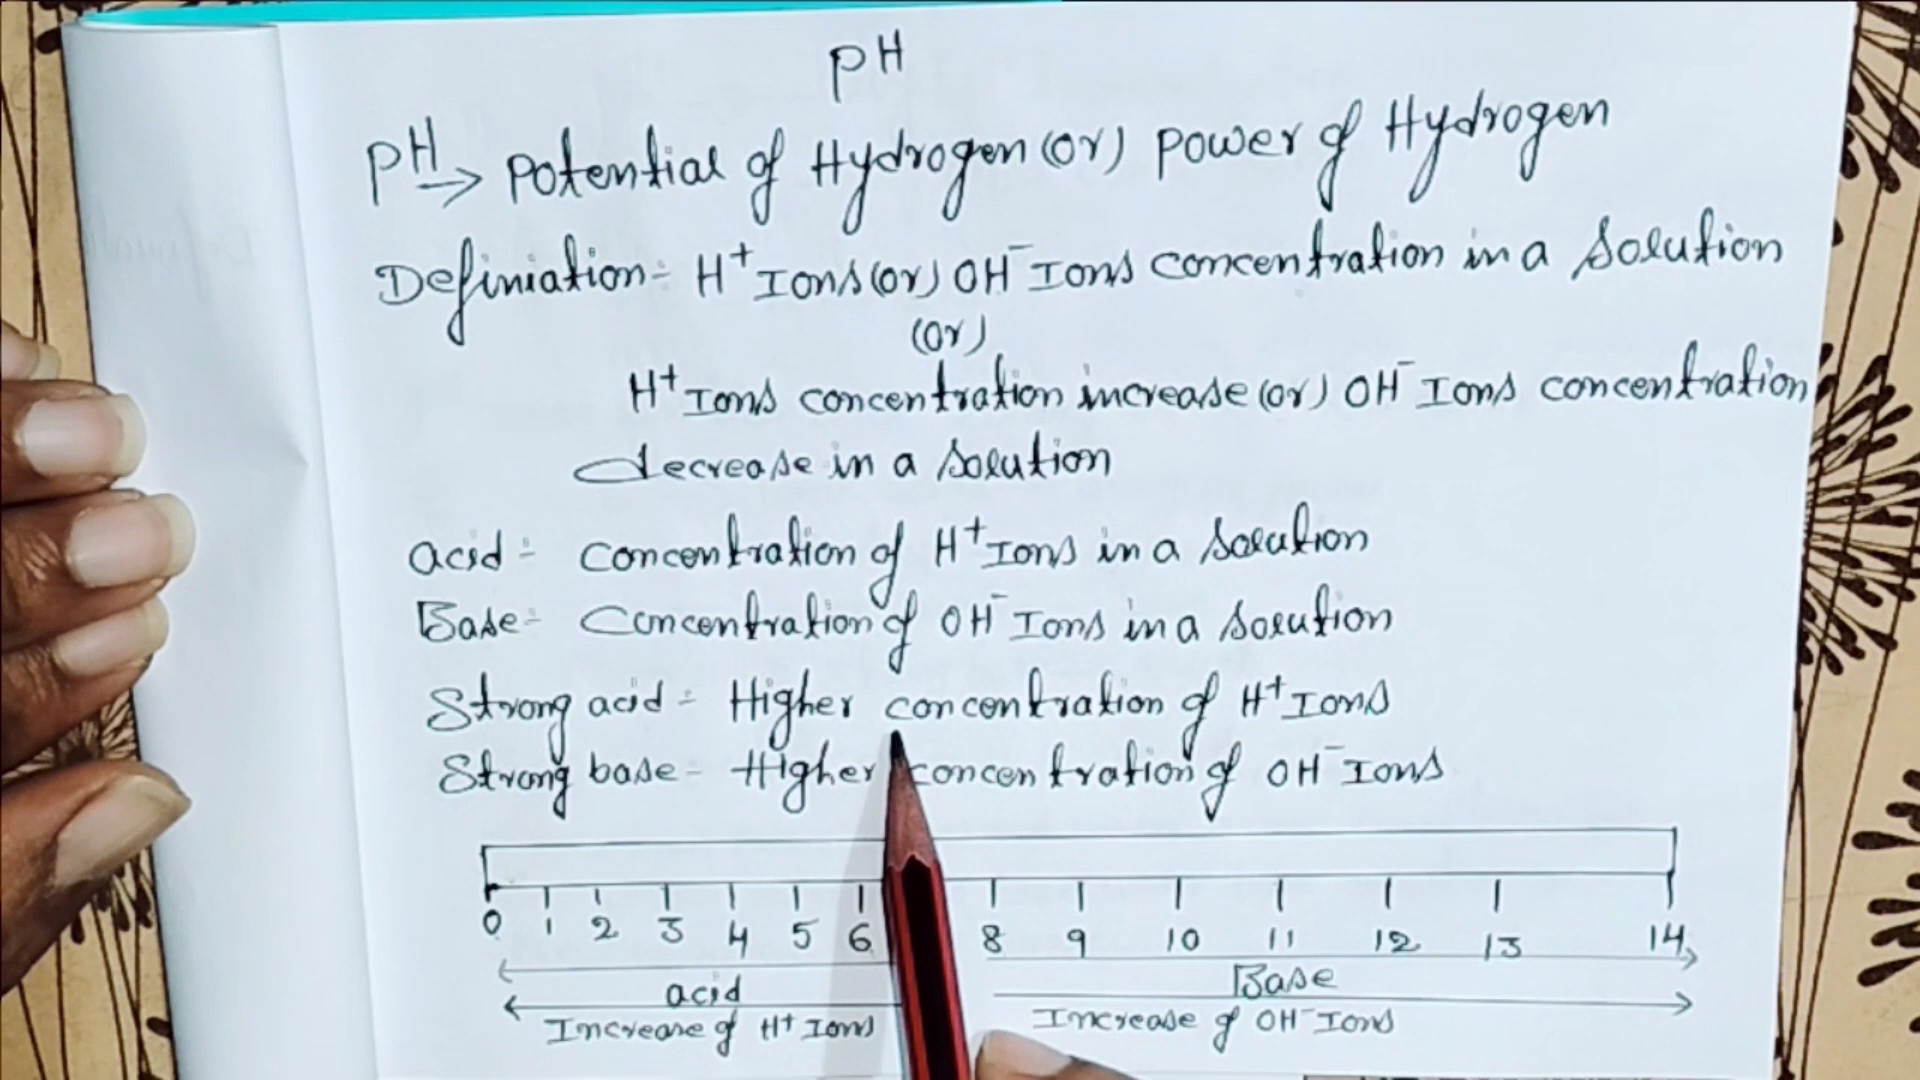 PH
PH → Potential of Hydrogen (or) Power of Hydrogen
Definiation:- H⁺ Ions (or) OH⁻ Ions concentration in a solution
(or)
H⁺ Ions concentration increase (or) OH⁻ Ions concentration
decrease in a solution
acid:- concentration of H⁺ Ions in a solution
Base:- Concentration of OH⁻ Ions in a solution
Strong acid:- Higher concentration of H⁺ Ions
Strong base:- Higher concentration of OH⁻ Ions
0 1 2 3 4 5 6 8 9 10 11 12 13 14
acid Base
Increase of H⁺ Ions Increase of OH⁻ Ions